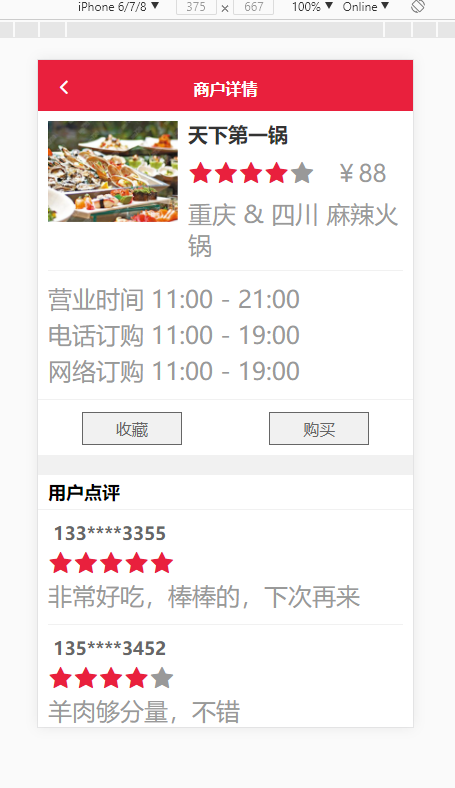 iPhone 6/7/8 ▼ 375 × 667 100% ▼ Online ▼
商户详情
天下第一锅
¥ 88
重庆 & 四川 麻辣火
锅
营业时间 11:00 - 21:00
电话订购 11:00 - 19:00
网络订购 11:00 - 19:00
收藏 购买
用户点评
133****3355
非常好吃，棒棒的，下次再来
135****3452
羊肉够分量，不错